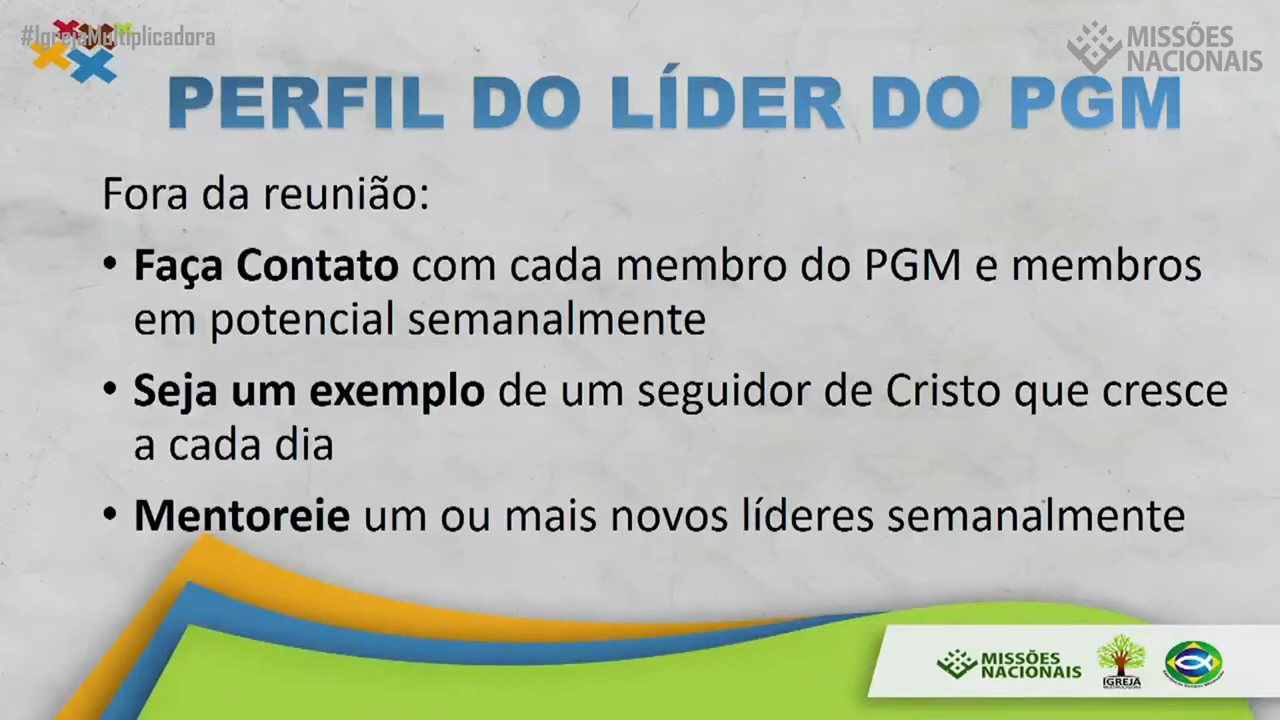 #IgrejaMultiplicadora
MISSÕES
NACIONAIS
PERFIL DO LÍDER DO PGM
Fora da reunião:
• Faça Contato com cada membro do PGM e membros
em potencial semanalmente
• Seja um exemplo de um seguidor de Cristo que cresce
a cada dia
• Mentoreie um ou mais novos líderes semanalmente
MISSÕES
NACIONAIS
IGREJA
MULTIPLICADORA